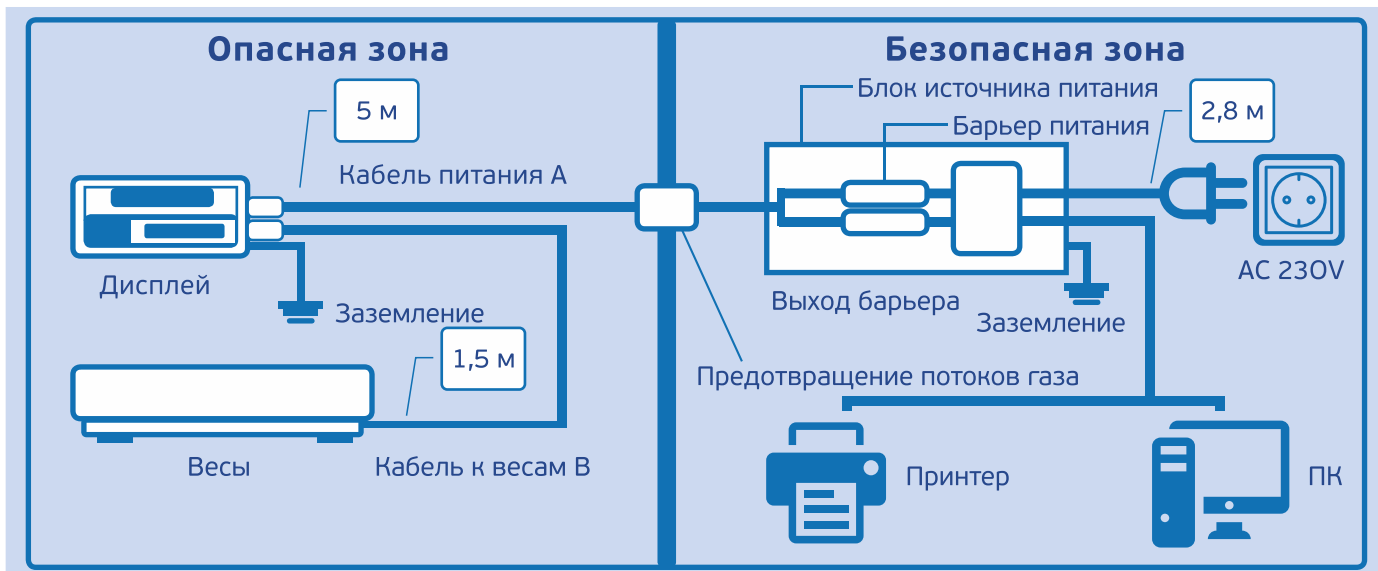 Опасная зона
5 м
Кабель питания А
Дисплей
Заземление
1,5 м
Весы
Кабель к весам В
Безопасная зона
Блок источника питания
Барьер питания
2,8 м
AC 230V
Выход барьера
Заземление
Предотвращение потоков газа
Принтер
ПК